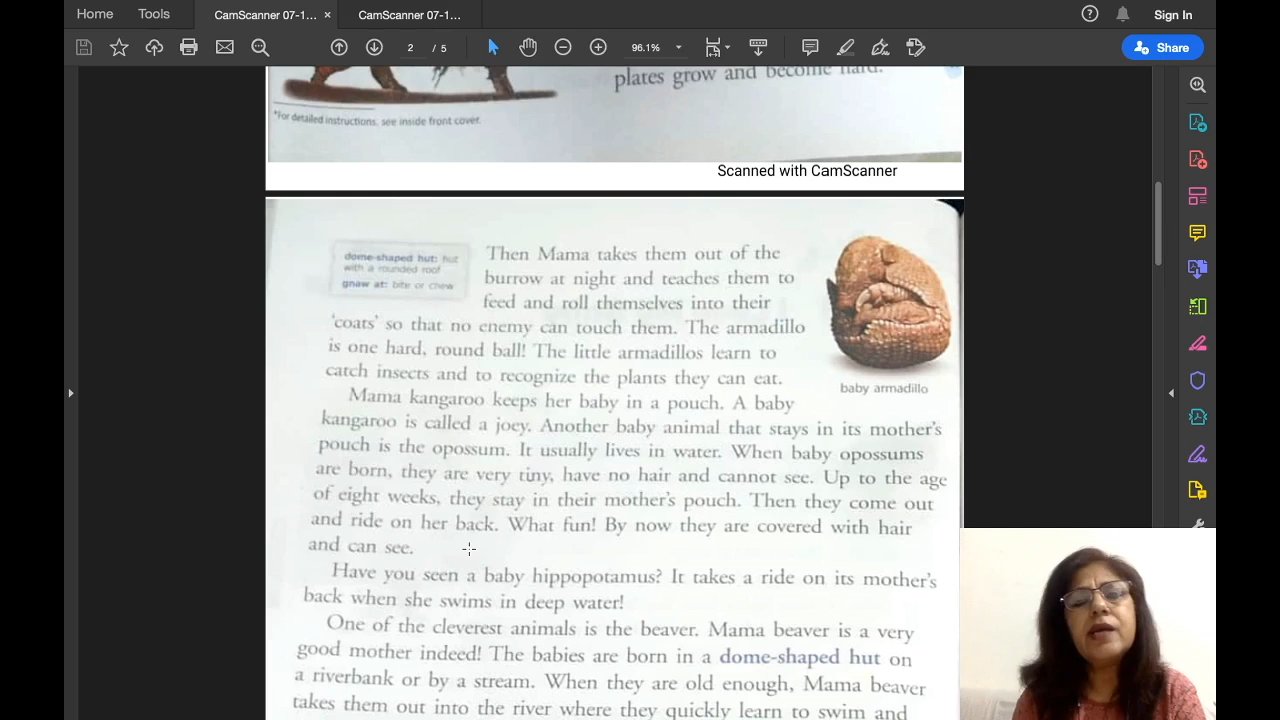 Home
Tools
CamScanner 07-1... ×
CamScanner 07-1...
Sign In
2 / 5
96.1%
Share
plates grow and become hard.
*For detailed instructions, see inside front cover.
Scanned with CamScanner
dome-shaped hut: hut
with a rounded roof
gnaw at: bite or chew
Then Mama takes them out of the
burrow at night and teaches them to
feed and roll themselves into their
'coats' so that no enemy can touch them. The armadillo
is one hard, round ball! The little armadillos learn to
catch insects and to recognize the plants they can eat.
baby armadillo
Mama kangaroo keeps her baby in a pouch. A baby
kangaroo is called a joey. Another baby animal that stays in its mother's
pouch is the opossum. It usually lives in water. When baby opossums
are born, they are very tiny, have no hair and cannot see. Up to the age
of eight weeks, they stay in their mother's pouch. Then they come out
and ride on her back. What fun! By now they are covered with hair
and can see.
Have you seen a baby hippopotamus? It takes a ride on its mother's
back when she swims in deep water!
One of the cleverest animals is the beaver. Mama beaver is a very
good mother indeed! The babies are born in a dome-shaped hut on
a riverbank or by a stream. When they are old enough, Mama beaver
takes them out into the river where they quickly learn to swim and